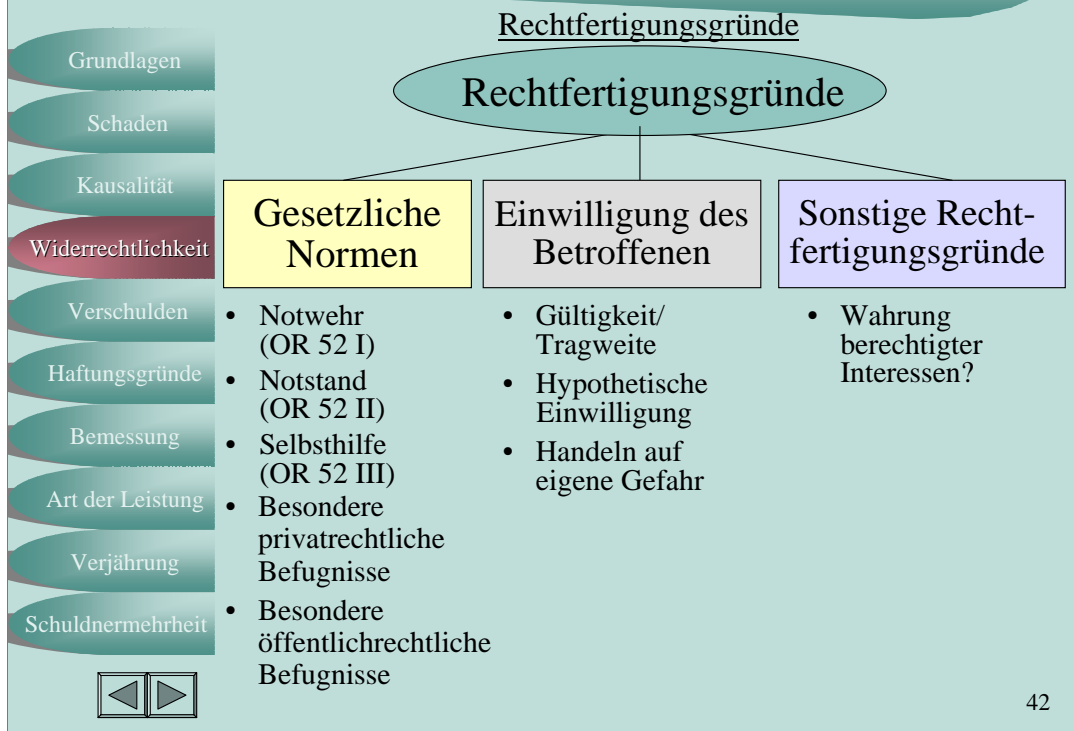 Rechtfertigungsgründe
Rechtfertigungsgründe
Grundlagen
Schaden
Kausalität
Widerrechtlichkeit
Verschulden
Haftungsgründe
Bemessung
Art der Leistung
Verjährung
Schuldnermehrheit
Gesetzliche
Normen
• Notwehr
(OR 52 I)
• Notstand
(OR 52 II)
• Selbsthilfe
(OR 52 III)
• Besondere
privatrechtliche
Befugnisse
• Besondere
öffentlichrechtliche
Befugnisse
Einwilligung des
Betroffenen
• Gültigkeit/
Tragweite
• Hypothetische
Einwilligung
• Handeln auf
eigene Gefahr
Sonstige Recht-
fertigungsgründe
• Wahrung
berechtigter
Interessen?
42